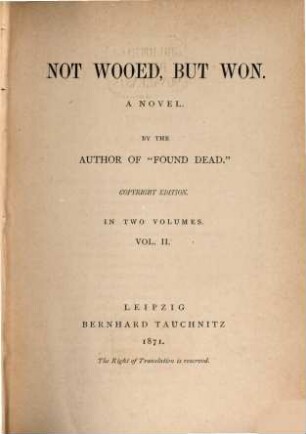 NOT WOOED, BUT WON.
A NOVEL.
BY THE
AUTHOR OF "FOUND DEAD."
COPYRIGHT EDITION.
IN TWO VOLUMES.
VOL. II.
LEIPZIG
BERNHARD TAUCHNITZ
1871.
The Right of Translation is reserved.